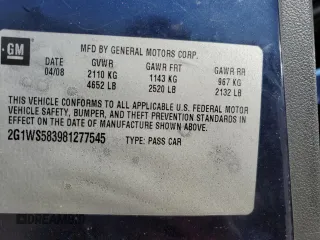 GM
MFD BY GENERAL MOTORS CORP.
DATE GVWR GAWR FRT GAWR RR
04/08 2110 KG 1143 KG 967 KG
4652 LB 2520 LB 2132 LB
THIS VEHICLE CONFORMS TO ALL APPLICABLE U.S. FEDERAL MOTOR
VEHICLE SAFETY, BUMPER, AND THEFT PREVENTION STANDARDS IN
EFFECT ON THE DATE OF MANUFACTURE SHOWN ABOVE.
2G1WS583981277545 TYPE: PASS CAR